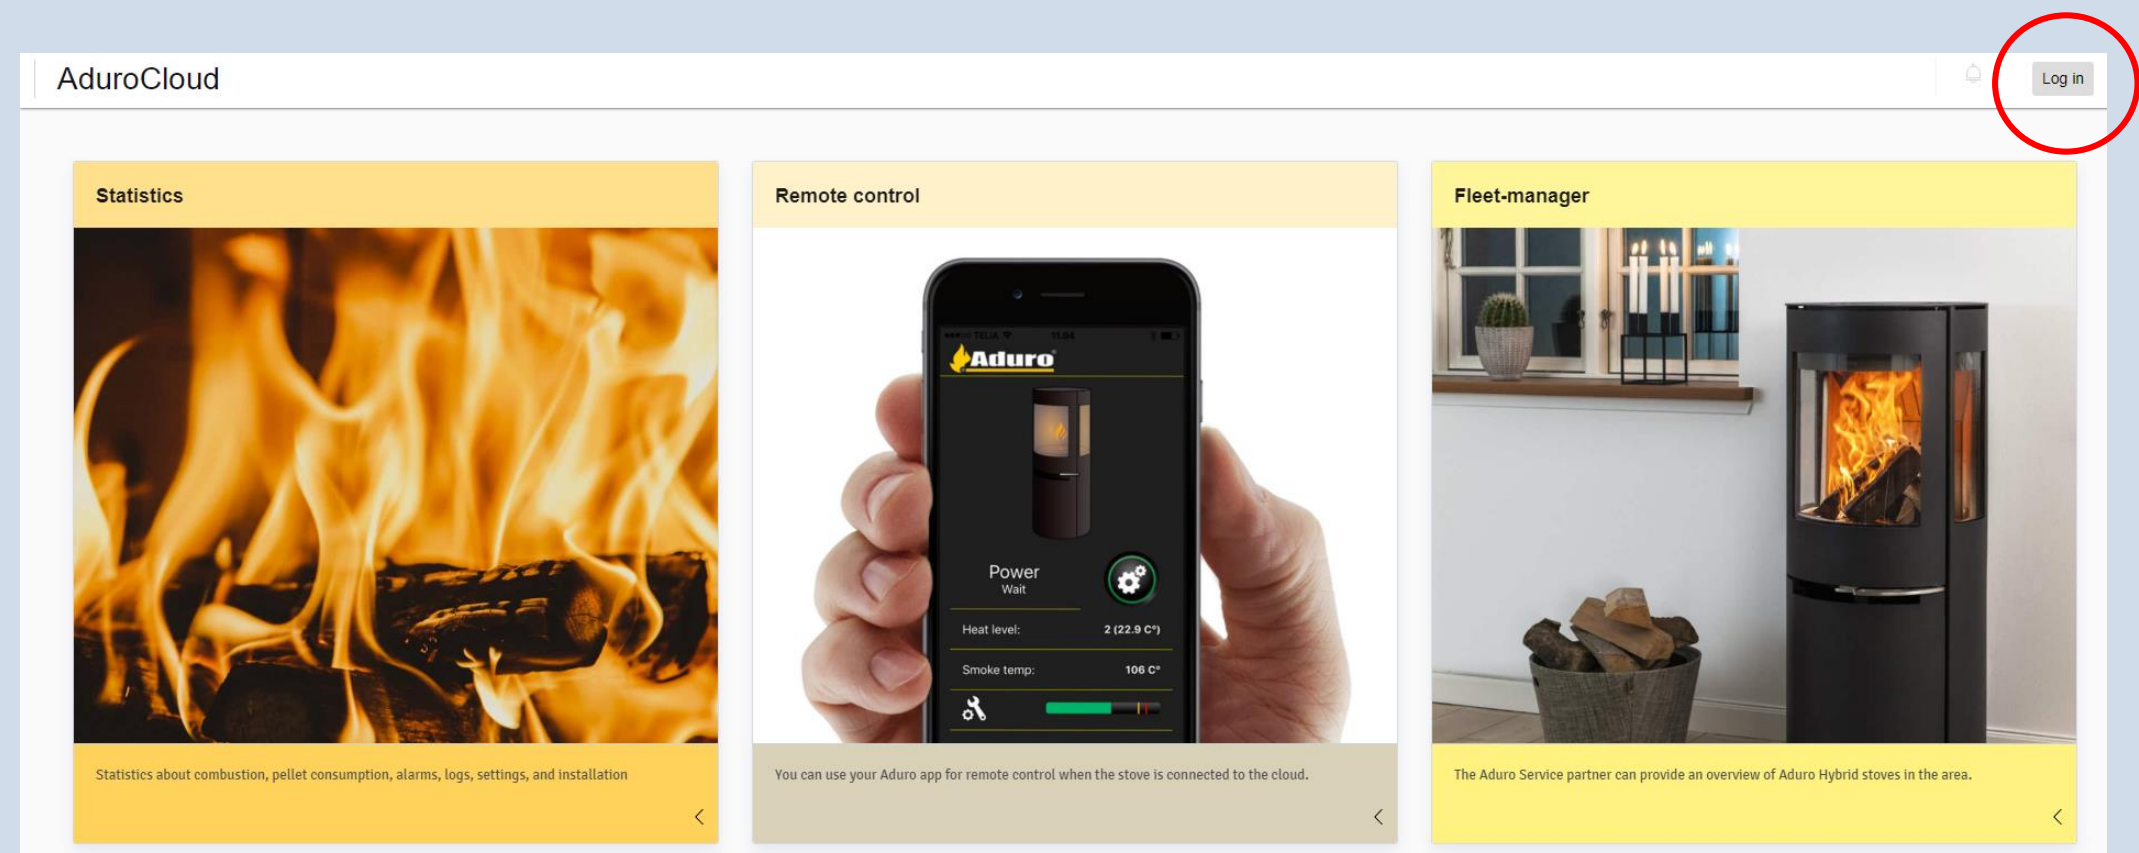 AduroCloud
Log in
Statistics
Remote control
Fleet-manager
TELIA 11.04
Aduro
Power
Wait
Heat level: 2 (22.9 C°)
Smoke temp: 106 C°
Statistics about combustion, pellet consumption, alarms, logs, settings, and installation
You can use your Aduro app for remote control when the stove is connected to the cloud.
The Aduro Service partner can provide an overview of Aduro Hybrid stoves in the area.